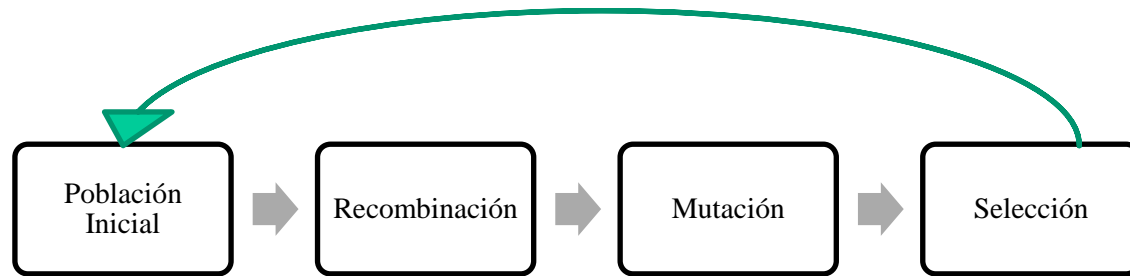 Población
Inicial
Recombinación
Mutación
Selección